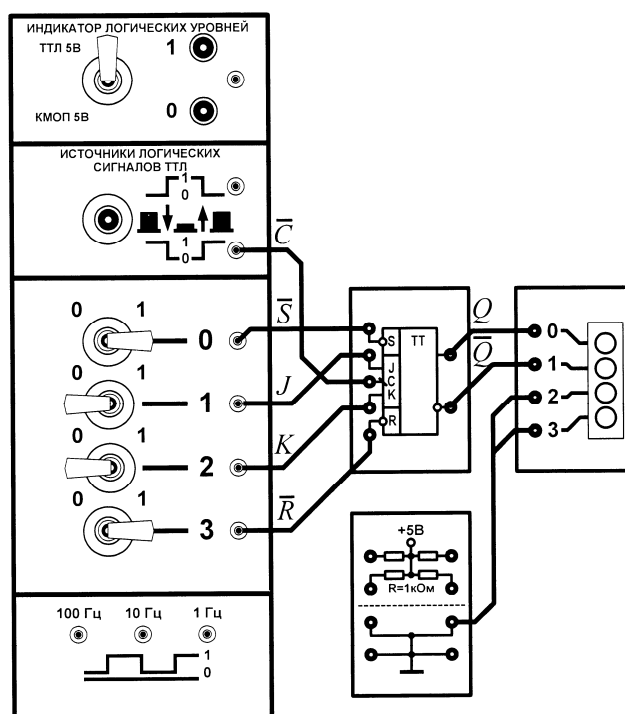 ИНДИКАТОР ЛОГИЧЕСКИХ УРОВНЕЙ
ТТЛ 5В
1
КМОП 5В
0
ИСТОЧНИКИ ЛОГИЧЕСКИХ
СИГНАЛОВ ТТЛ
1
0
1
0
C̅
0 1
0
S̅
0 1
1
J
0 1
2
K
0 1
3
R̅
S TT
J
C
K
R
Q
Q̅
0
1
2
3
+5В
R=1кОм
100 Гц 10 Гц 1 Гц
1
0